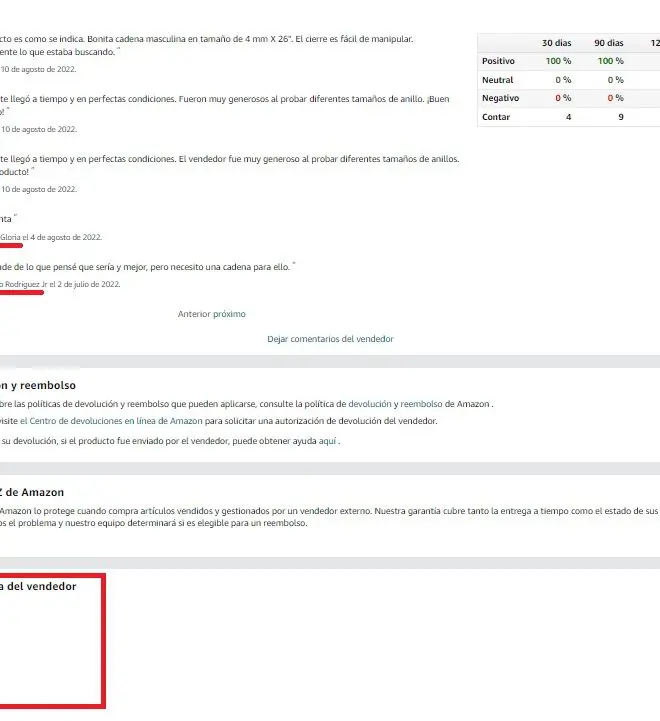 cto es como se indica. Bonita cadena masculina en tamaño de 4 mm X 26". El cierre es fácil de manipular.
ente lo que estaba buscando. ”
10 de agosto de 2022.
te llegó a tiempo y en perfectas condiciones. Fueron muy generosos al probar diferentes tamaños de anillo. ¡Buen
o! ”
10 de agosto de 2022.
te llegó a tiempo y en perfectas condiciones. El vendedor fue muy generoso al probar diferentes tamaños de anillos.
oducto! ”
10 de agosto de 2022.
nta ”
Gloria el 4 de agosto de 2022.
ade de lo que pensé que sería y mejor, pero necesito una cadena para ello. ”
o Rodríguez Jr el 2 de julio de 2022.
Anterior próximo
Dejar comentarios del vendedor
30 dias 90 dias 12
Positivo 100 % 100 %
Neutral 0 % 0 %
Negativo 0 % 0 %
Contar 4 9
ón y reembolso
bre las políticas de devolución y reembolso que pueden aplicarse, consulte la política de devolución y reembolso de Amazon .
visite el Centro de devoluciones en línea de Amazon para solicitar una autorización de devolución del vendedor.
su devolución, si el producto fue enviado por el vendedor, puede obtener ayuda aquí .
Z de Amazon
Amazon lo protege cuando compra artículos vendidos y gestionados por un vendedor externo. Nuestra garantía cubre tanto la entrega a tiempo como el estado de sus
os el problema y nuestro equipo determinará si es elegible para un reembolso.
a del vendedor